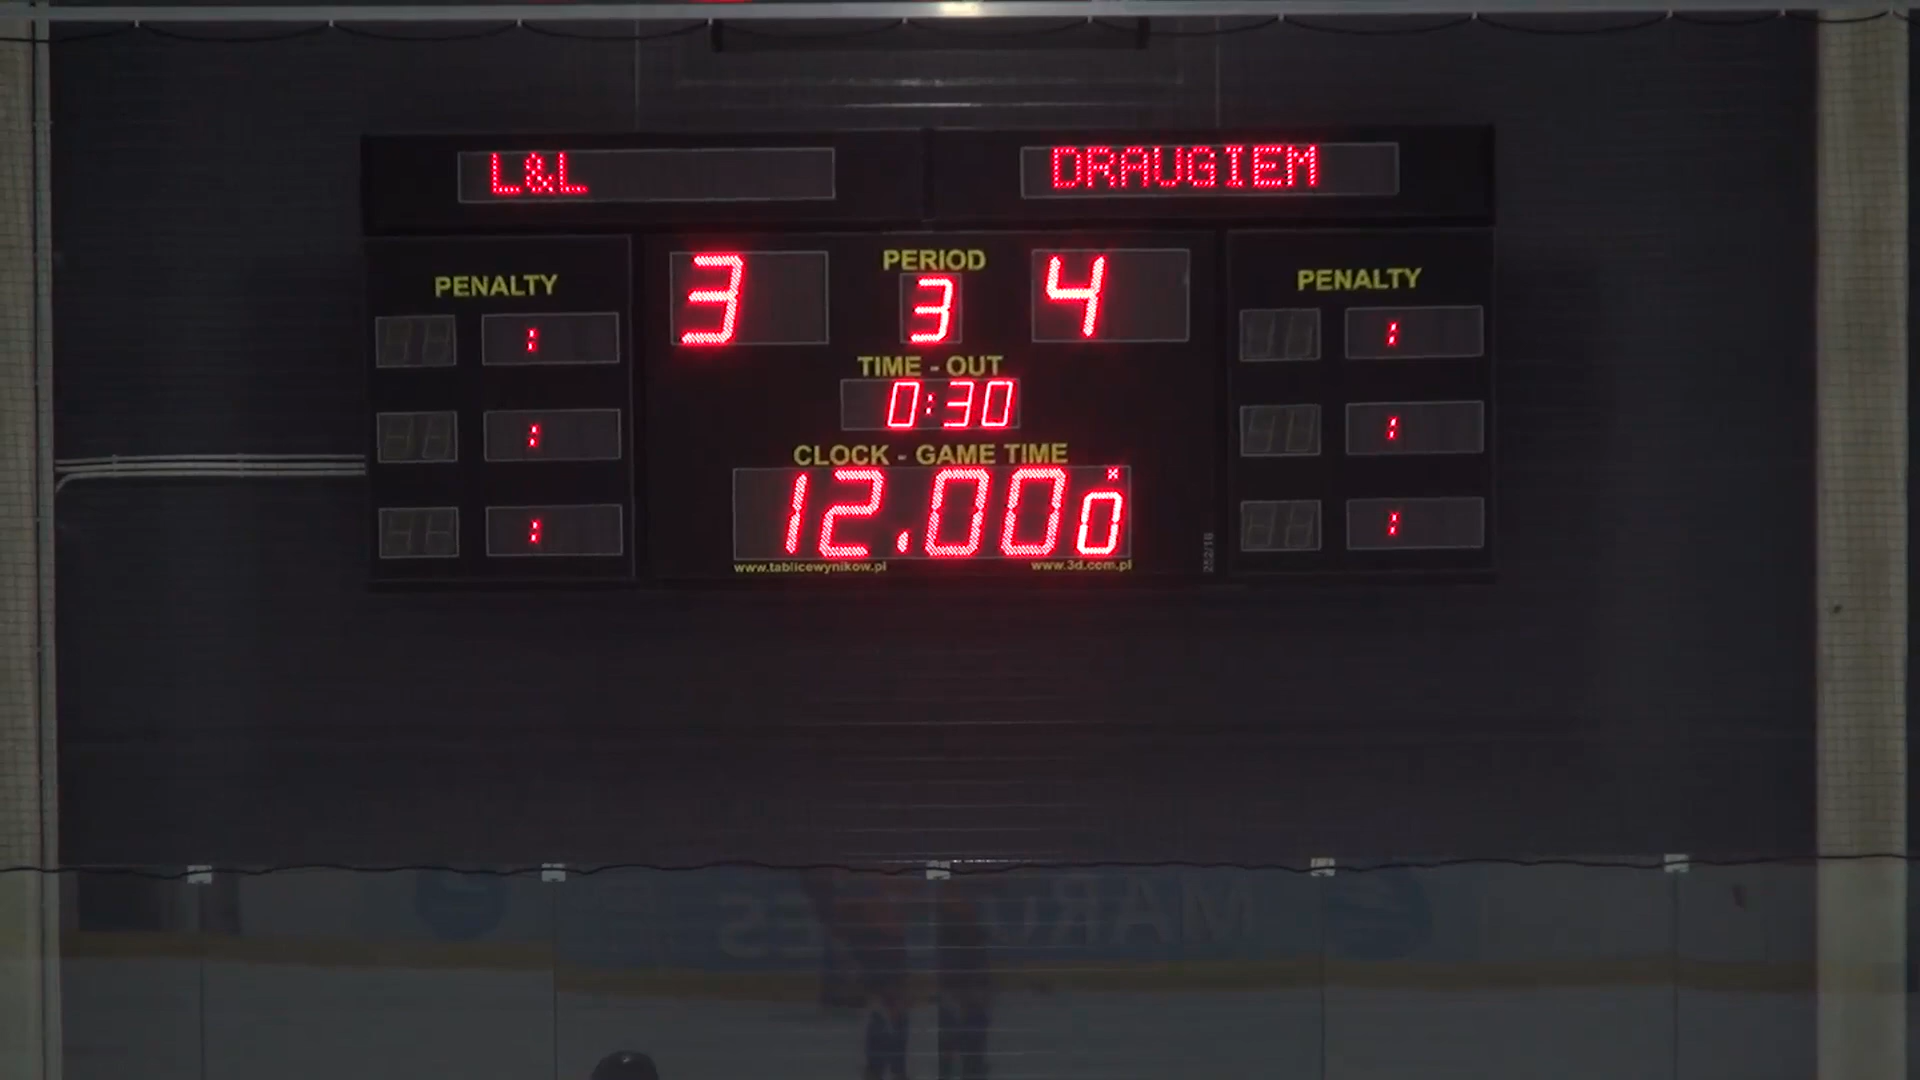 L&L DRAUGIEM
PENALTY 3 PERIOD 4 PENALTY
3
: :
TIME - OUT
0:30
: :
CLOCK - GAME TIME
12.000
: :
www.tablicewynikow.pl www.3d.com.pl